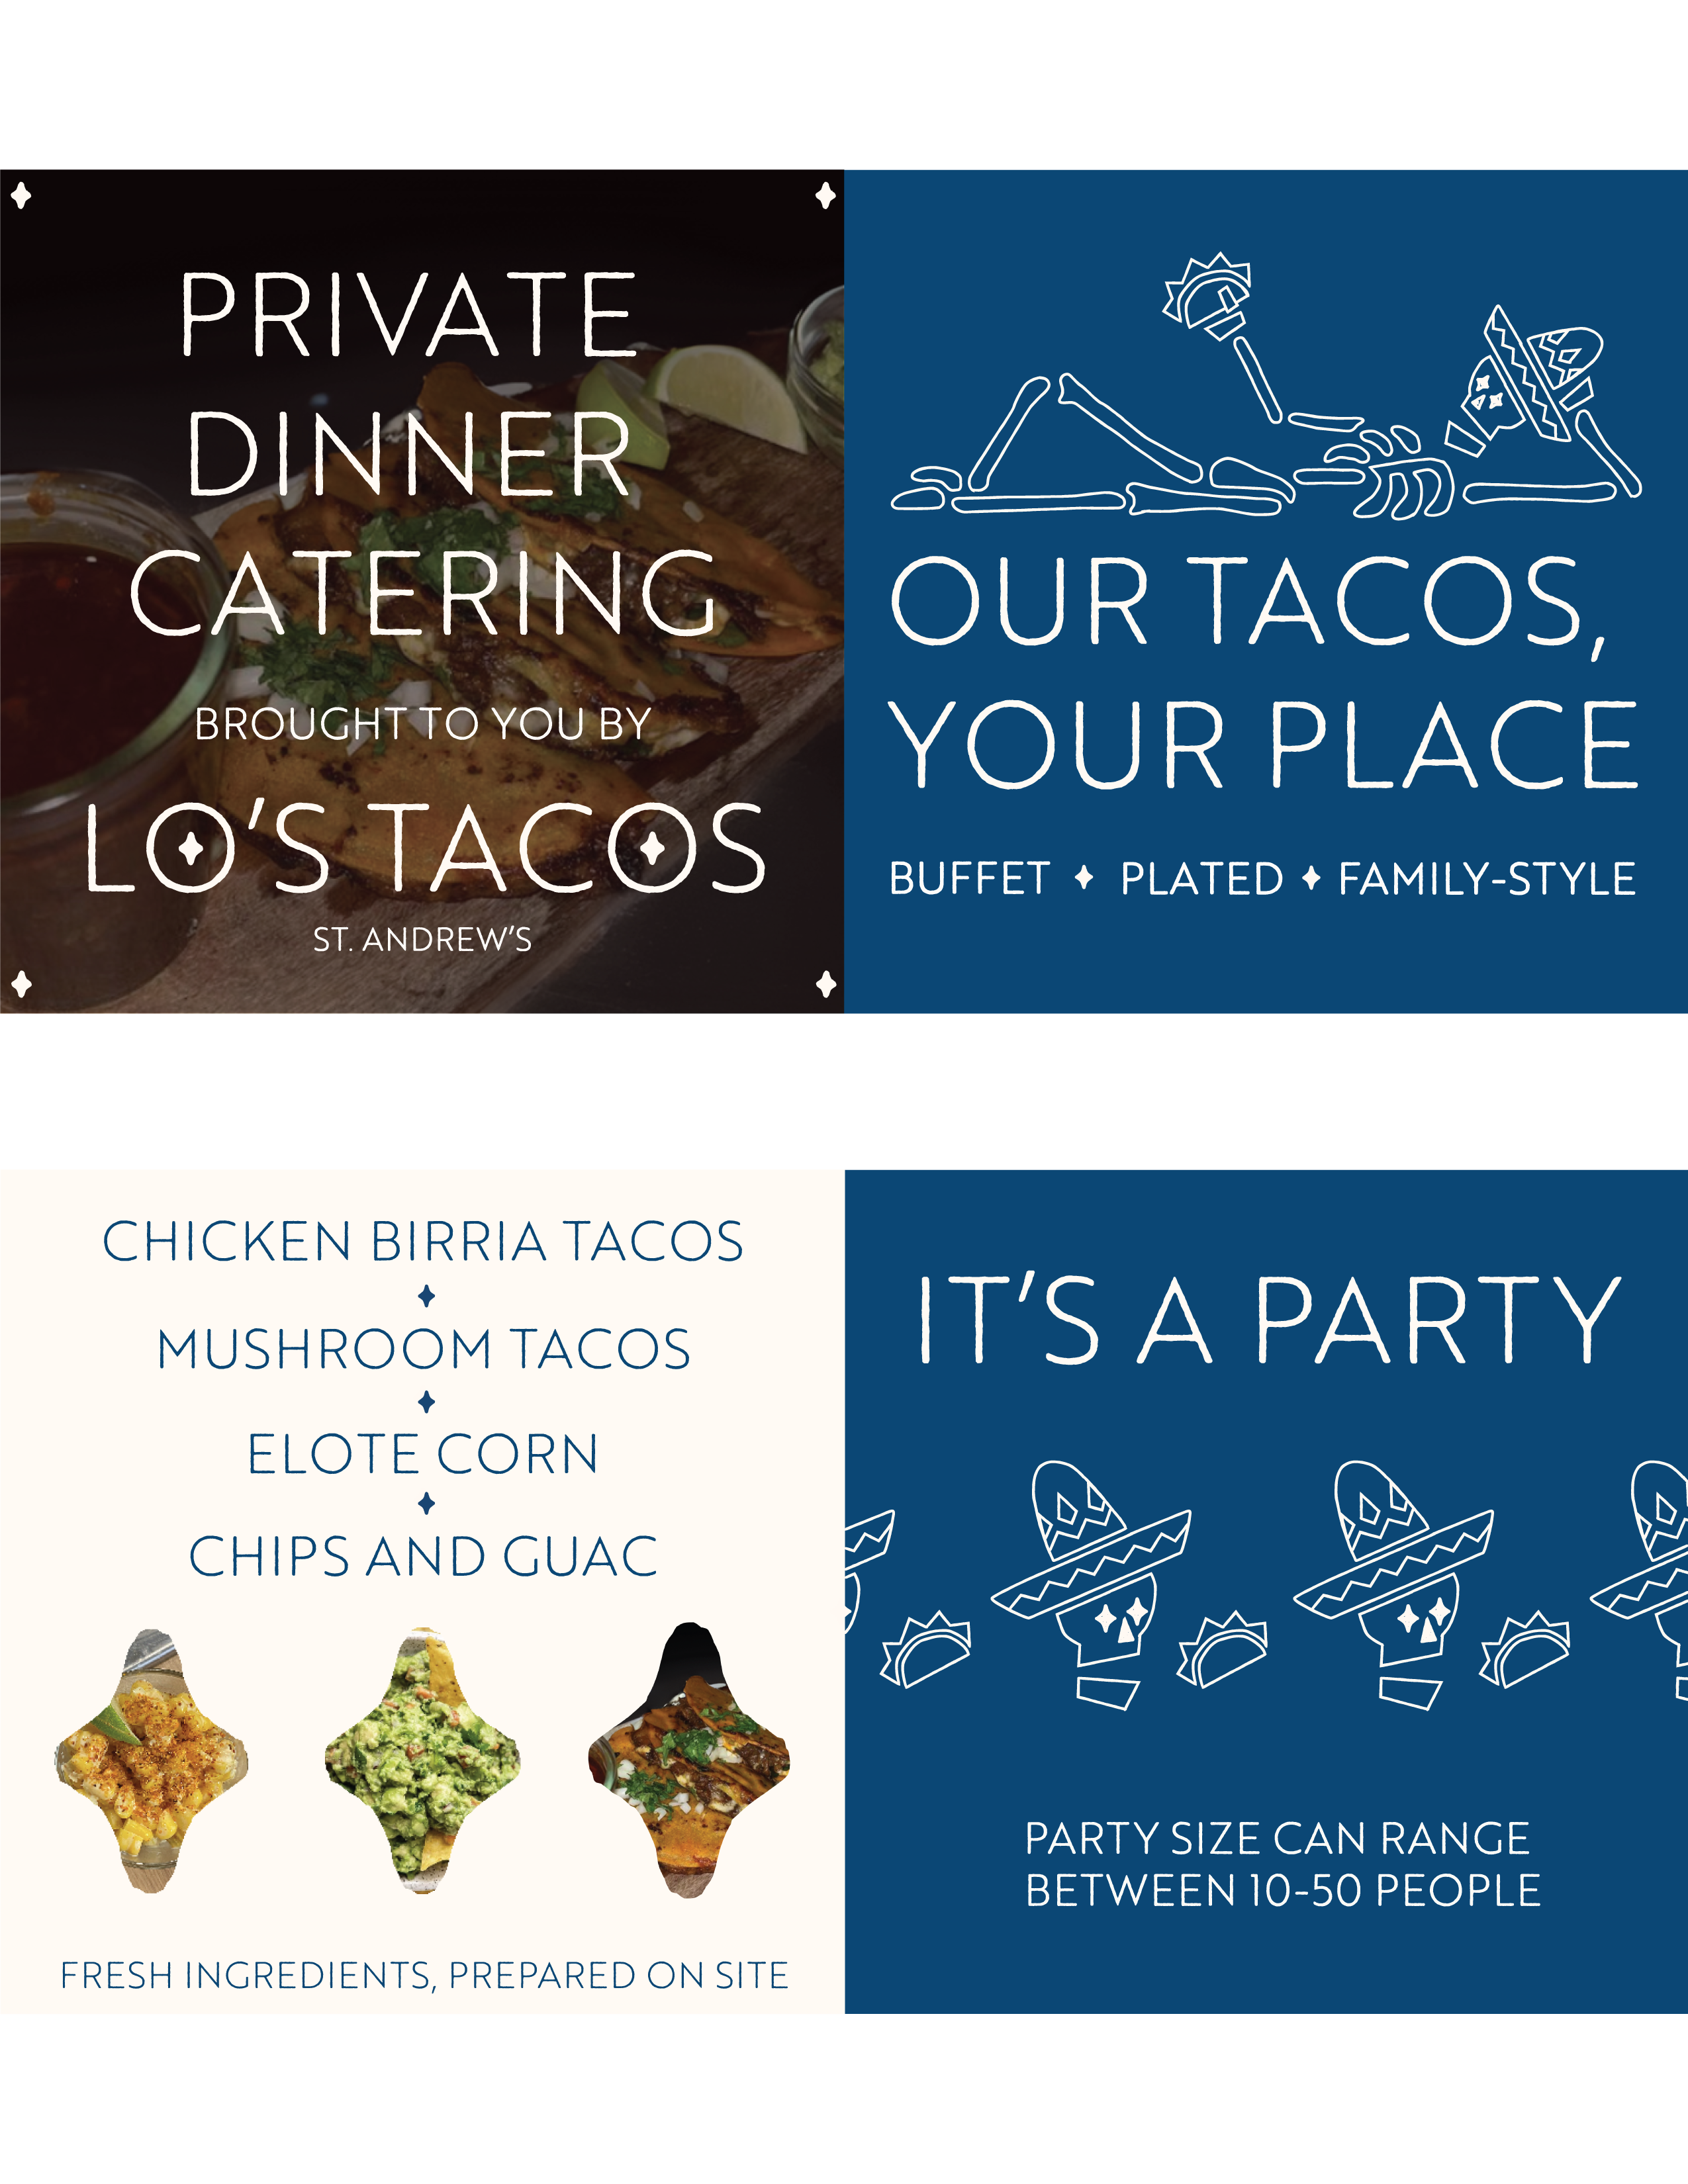 PRIVATE
DINNER
CATERING
BROUGHT TO YOU BY
LO'S TACOS
ST. ANDREW'S
OUR TACOS,
YOUR PLACE
BUFFET ✦ PLATED ✦ FAMILY-STYLE
CHICKEN BIRRIA TACOS
MUSHROOM TACOS
ELOTE CORN
CHIPS AND GUAC
FRESH INGREDIENTS, PREPARED ON SITE
IT'S A PARTY
PARTY SIZE CAN RANGE
BETWEEN 10-50 PEOPLE